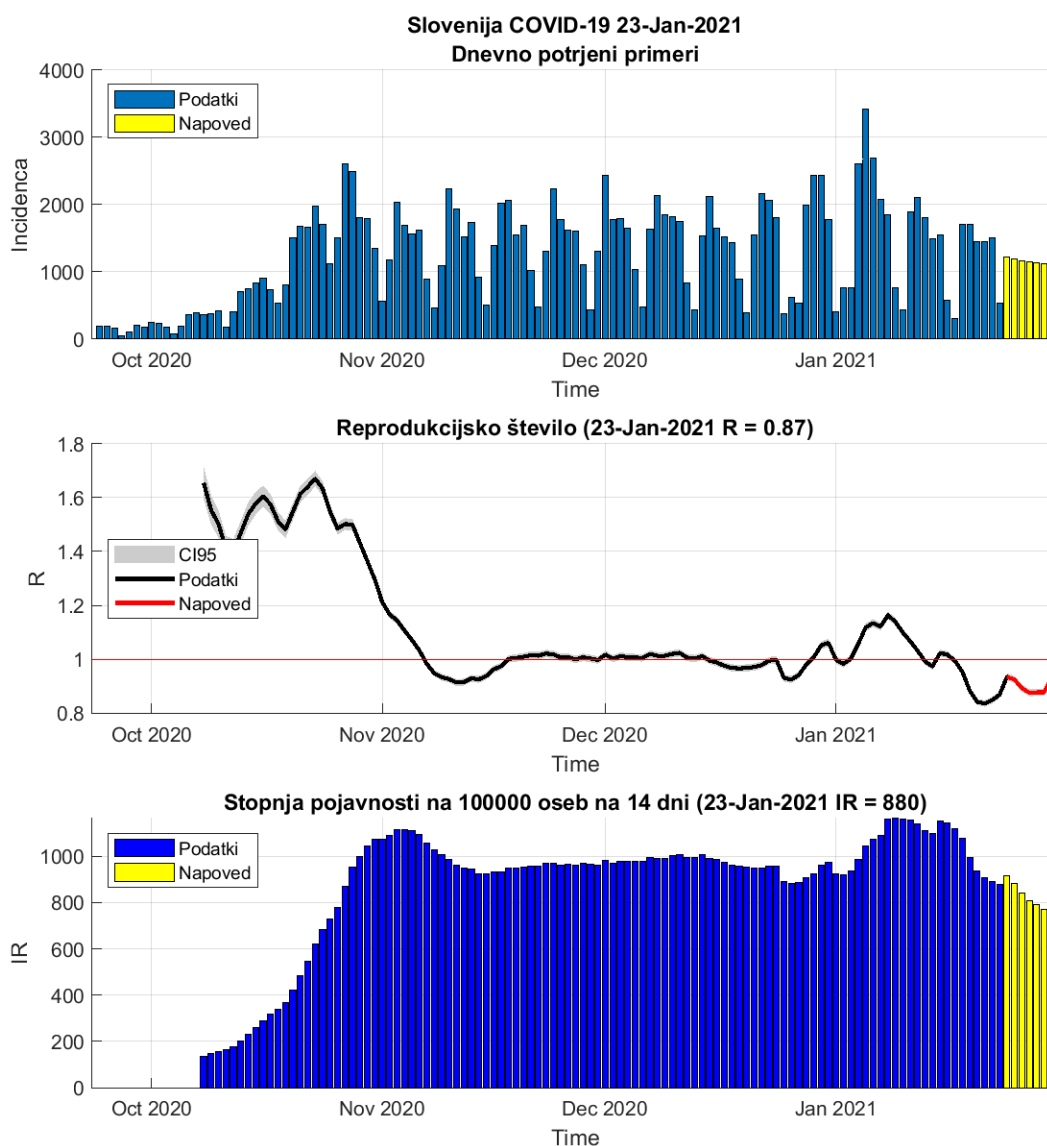 Slovenija COVID-19 23-Jan-2021
Dnevno potrjeni primeri
4000
3000
2000
1000
0
Incidenca
Podatki
Napoved
Oct 2020 Nov 2020 Dec 2020 Jan 2021
Time
Reprodukcijsko število (23-Jan-2021 R = 0.87)
1.8
1.6
1.4
1.2
1
0.8
R
CI95
Podatki
Napoved
Oct 2020 Nov 2020 Dec 2020 Jan 2021
Time
Stopnja pojavnosti na 100000 oseb na 14 dni (23-Jan-2021 IR = 880)
1000
800
600
400
200
0
IR
Podatki
Napoved
Oct 2020 Nov 2020 Dec 2020 Jan 2021
Time